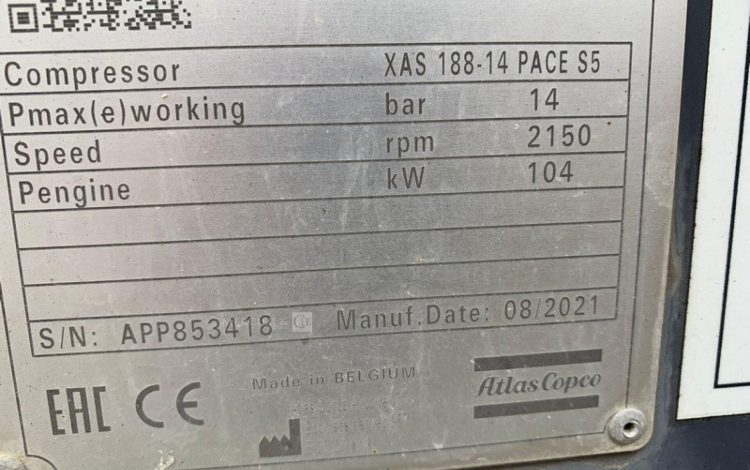 Compressor XAS 188-14 PACE S5
Pmax(e)working bar 14
Speed rpm 2150
Pengine kW 104
S/N: APP853418 Manuf.Date: 08/2021
Made in BELGIUM
EAC CE
Atlas Copco